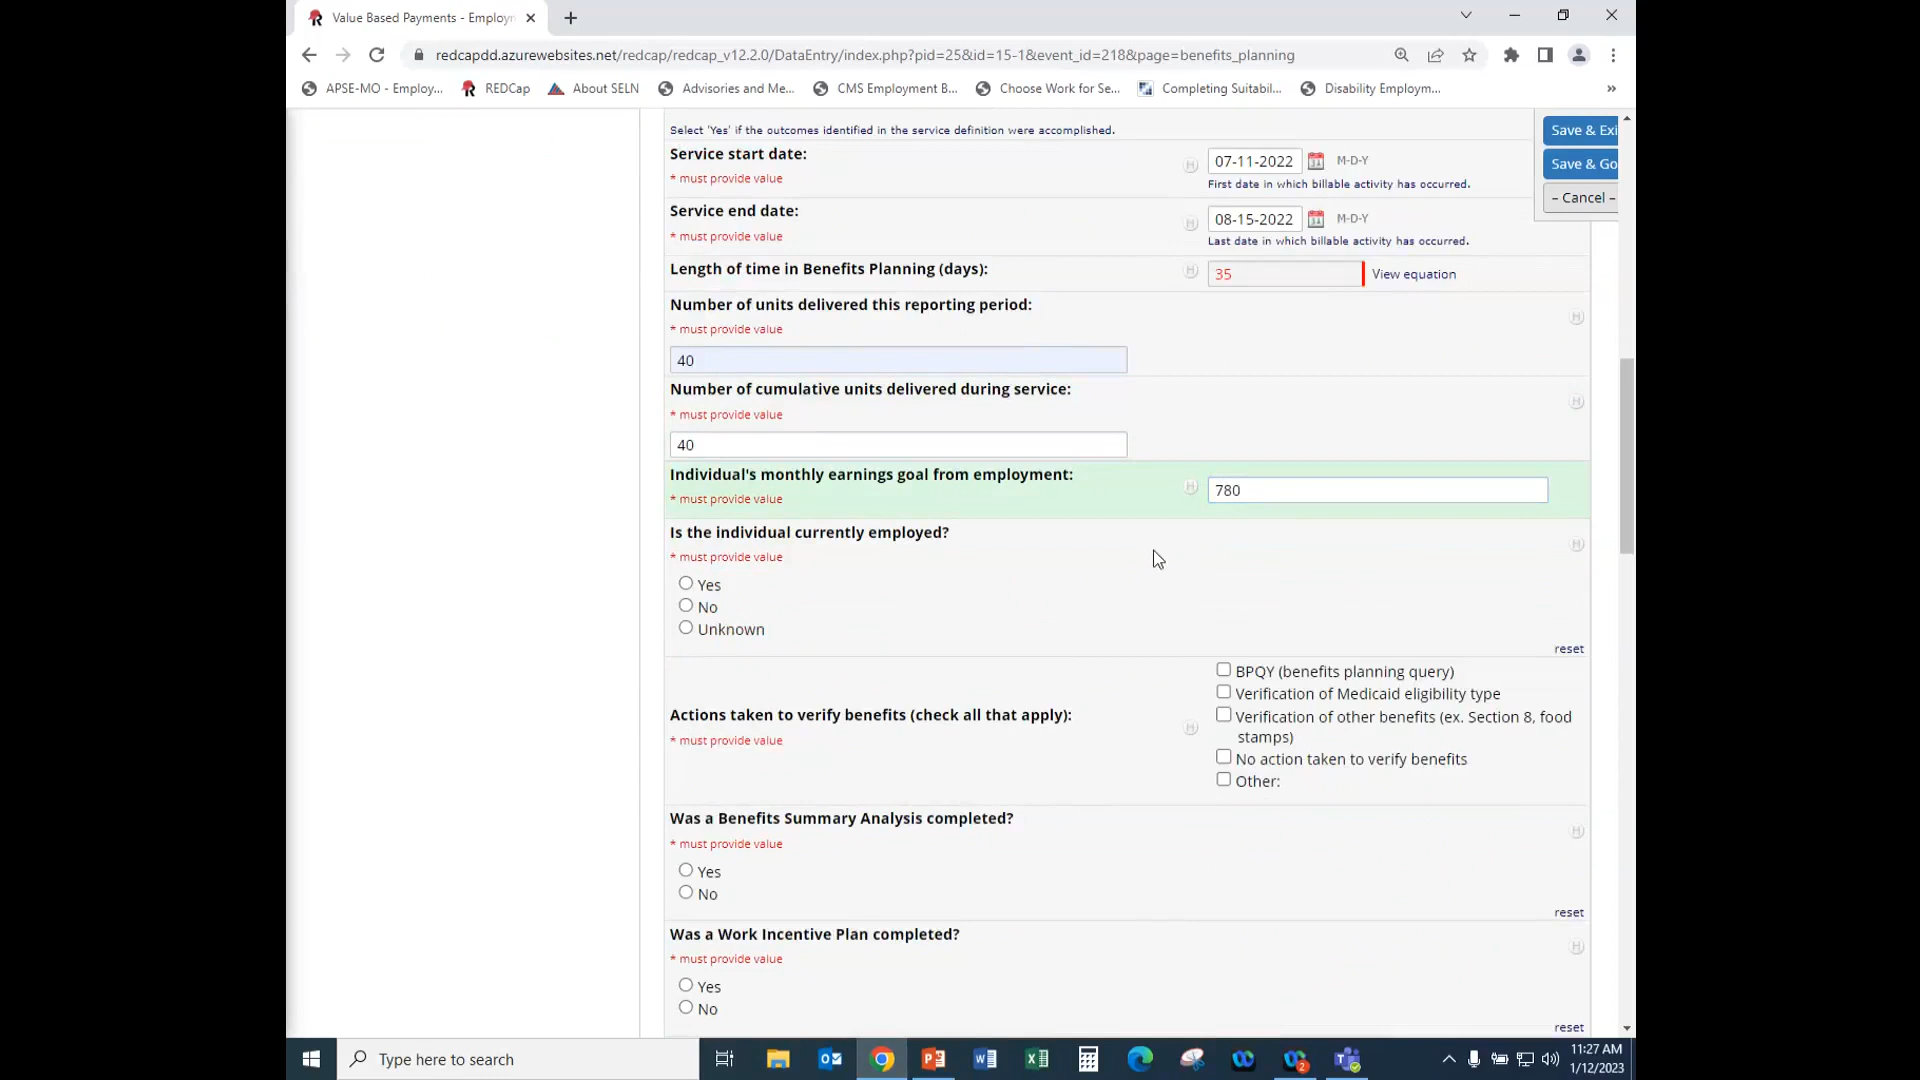 Value Based Payments - Employm
redcapdd.azurewebsites.net/redcap/redcap_v12.2.0/DataEntry/index.php?pid=25&id=15-1&event_id=218&page=benefits_planning
APSE-MO - Employ...
REDCap
About SELN
Advisories and Me...
CMS Employment B...
Choose Work for Se...
Completing Suitabil...
Disability Employm...
»
Save & Exi
Save & Go
– Cancel –
Select 'Yes' if the outcomes identified in the service definition were accomplished.
Service start date:
* must provide value
H
07-11-2022
M-D-Y
First date in which billable activity has occurred.
Service end date:
* must provide value
H
08-15-2022
M-D-Y
Last date in which billable activity has occurred.
Length of time in Benefits Planning (days):
H
35
View equation
Number of units delivered this reporting period:
* must provide value
H
40
Number of cumulative units delivered during service:
* must provide value
H
40
Individual's monthly earnings goal from employment:
* must provide value
H
780
Is the individual currently employed?
* must provide value
H
Yes
No
Unknown
reset
Actions taken to verify benefits (check all that apply):
* must provide value
H
BPQY (benefits planning query)
Verification of Medicaid eligibility type
Verification of other benefits (ex. Section 8, food
stamps)
No action taken to verify benefits
Other:
Was a Benefits Summary Analysis completed?
* must provide value
H
Yes
No
reset
Was a Work Incentive Plan completed?
* must provide value
H
Yes
No
reset
Type here to search
11:27 AM
1/12/2023